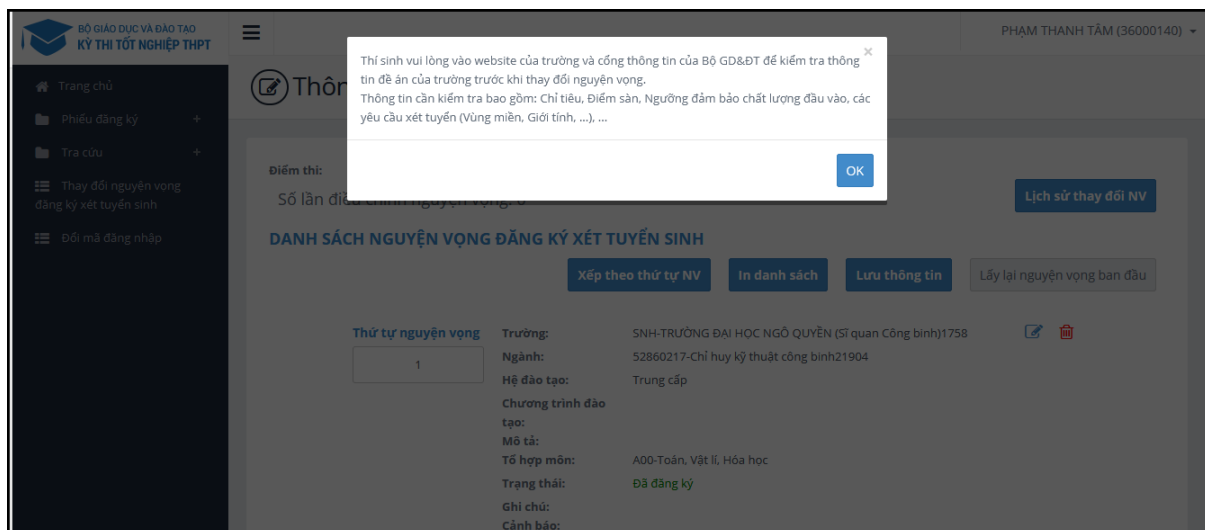 BỘ GIÁO DỤC VÀ ĐÀO TẠO
KỲ THI TỐT NGHIỆP THPT
PHẠM THANH TÂM (36000140)
Trang chủ
Phiếu đăng ký +
Tra cứu +
Thay đổi nguyện vọng
đăng ký xét tuyển sinh
Đổi mã đăng nhập
Thôn
×
Thí sinh vui lòng vào website của trường và cổng thông tin của Bộ GD&ĐT để kiểm tra thông
tin đề án của trường trước khi thay đổi nguyện vọng.
Thông tin cần kiểm tra bao gồm: Chỉ tiêu, Điểm sàn, Ngưỡng đảm bảo chất lượng đầu vào, các
yêu cầu xét tuyển (Vùng miền, Giới tính, ...), ...
OK
Điểm thi:
Số lần điều chỉnh nguyện vọng:
Lịch sử thay đổi NV
DANH SÁCH NGUYỆN VỌNG ĐĂNG KÝ XÉT TUYỂN SINH
Xếp theo thứ tự NV
In danh sách
Lưu thông tin
Lấy lại nguyện vọng ban đầu
Thứ tự nguyện vọng
1
Trường: SNH-TRƯỜNG ĐẠI HỌC NGÔ QUYỀN (Sĩ quan Công binh)1758
Ngành: 52860217-Chỉ huy kỹ thuật công binh21904
Hệ đào tạo: Trung cấp
Chương trình đào
tạo:
Mô tả:
Tổ hợp môn: A00-Toán, Vật lí, Hóa học
Trạng thái: Đã đăng ký
Ghi chú:
Cảnh báo: